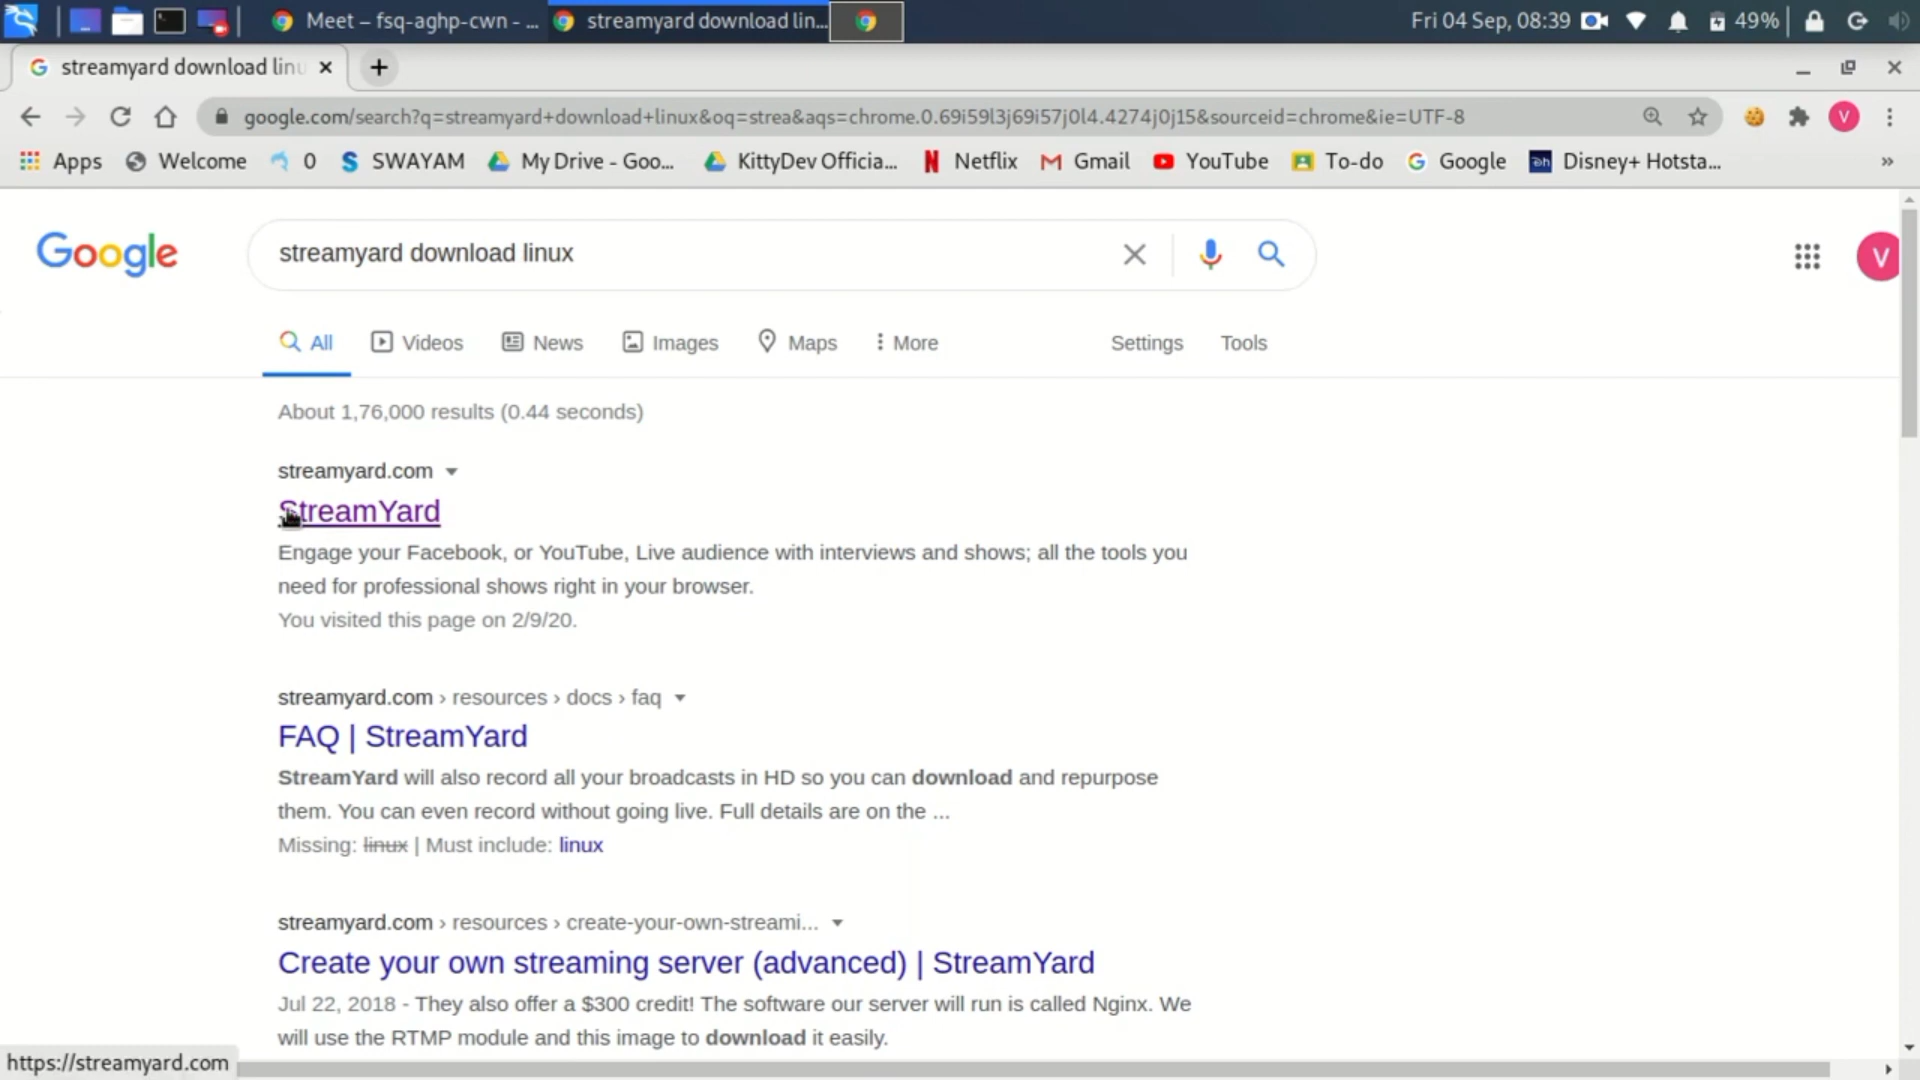 Meet – fsq-aghp-cwn - ...
streamyard download lin...
Fri 04 Sep, 08:39
49%
streamyard download linu
google.com/search?q=streamyard+download+linux&oq=strea&aqs=chrome.0.69i59l3j69i57j0l4.4274j0j15&sourceid=chrome&ie=UTF-8
V
Apps
Welcome
0
SWAYAM
My Drive - Goo...
KittyDev Officia...
Netflix
Gmail
YouTube
To-do
Google
Disney+ Hotsta...
»
Google
streamyard download linux
V
All
Videos
News
Images
Maps
More
Settings
Tools
About 1,76,000 results (0.44 seconds)
streamyard.com
StreamYard
Engage your Facebook, or YouTube, Live audience with interviews and shows; all the tools you
need for professional shows right in your browser.
You visited this page on 2/9/20.
streamyard.com › resources › docs › faq
FAQ | StreamYard
StreamYard will also record all your broadcasts in HD so you can download and repurpose
them. You can even record without going live. Full details are on the ...
Missing: linux | Must include: linux
streamyard.com › resources › create-your-own-streami...
Create your own streaming server (advanced) | StreamYard
Jul 22, 2018 - They also offer a $300 credit! The software our server will run is called Nginx. We
will use the RTMP module and this image to download it easily.
https://streamyard.com